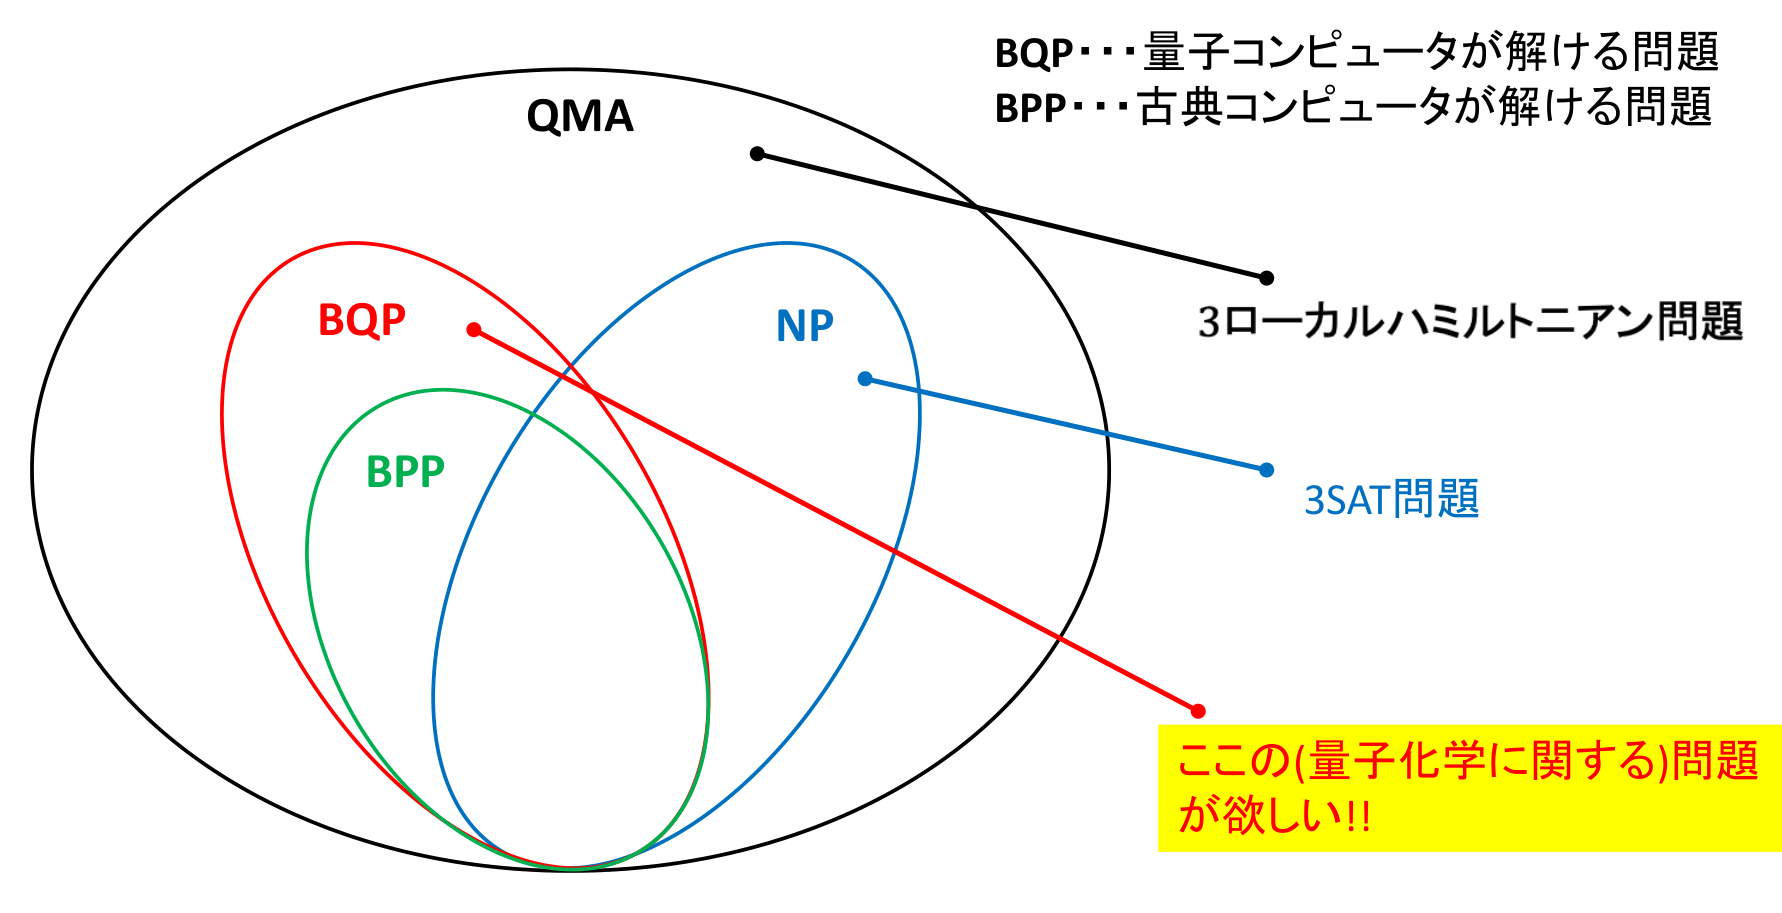 BQP・・・量子コンピュータが解ける問題
BPP・・・古典コンピュータが解ける問題
QMA
3ローカルハミルトニアン問題
BQP
NP
BPP
3SAT問題
ここの(量子化学に関する)問題
が欲しい!!